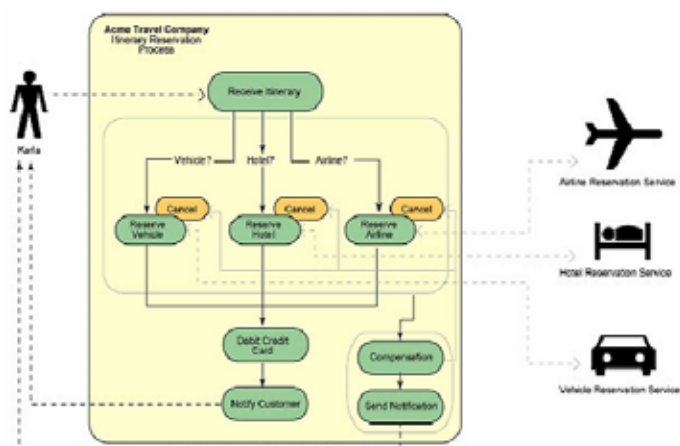 Acme Travel Company
Itinerary Reservation
Process
Receive Itinerary
Karla
Vehicle?
Hotel?
Airline?
Cancel
Cancel
Cancel
Reserve
Vehicle
Reserve
Hotel
Reserve
Airline
Airline Reservation Service
Hotel Reservation Service
Debit Credit
Card
Compensation
Vehicle Reservation Service
Notify Customer
Send Notification